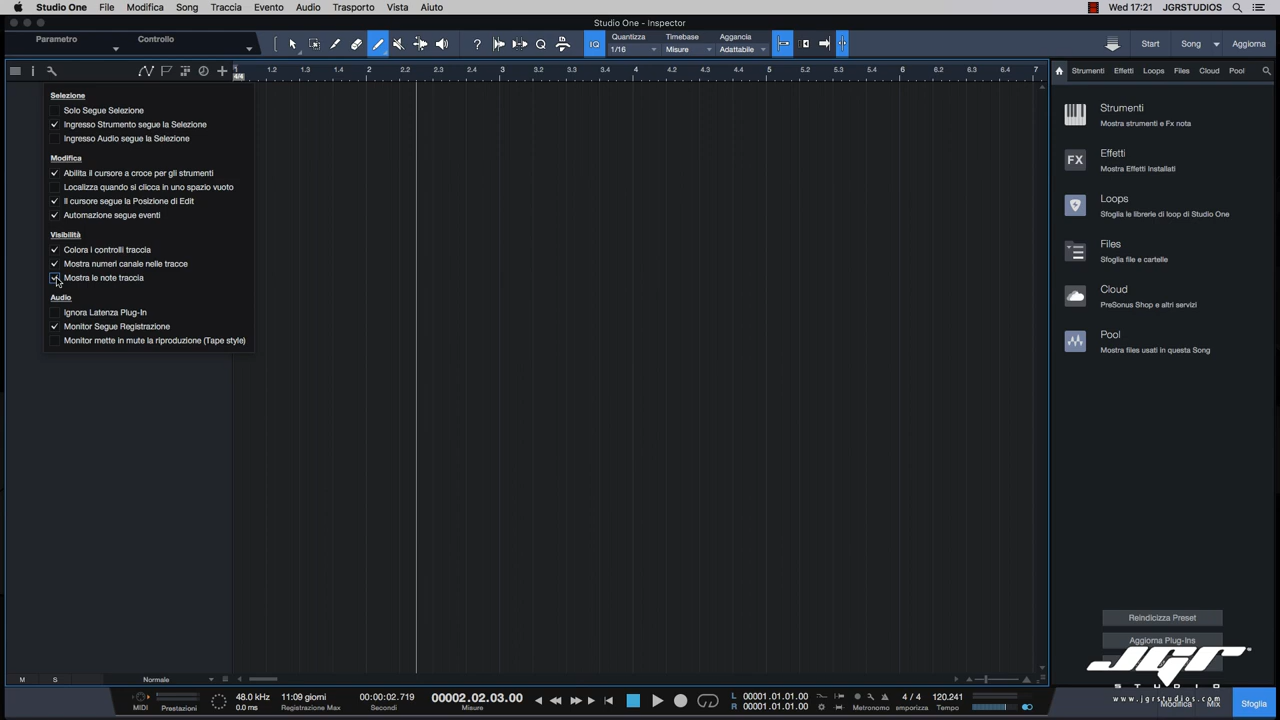 Studio One File Modifica Song Traccia Evento Audio Trasporto Vista Aiuto Wed 17:21 JGRSTUDIOS
Studio One - Inspector
Parametro Controllo
Quantizza Timebase Aggancia
1/16 Misure Adattabile
IQ
Start Song Aggiorna
1.2 1.3 1.4 2 2.2 2.3 2.4 3 3.2 3.3 3.4 4 4.2 4.3 4.4 5 5.2 5.3 5.4 6 6.2 6.3 6.4 7
4/4
Strumenti Effetti Loops Files Cloud Pool
Selezione
Solo Segue Selezione
Ingresso Strumento segue la Selezione
Ingresso Audio segue la Selezione
Modifica
Abilita il cursore a croce per gli strumenti
Localizza quando si clicca in uno spazio vuoto
Il cursore segue la Posizione di Edit
Automazione segue eventi
Visibilità
Colora i controlli traccia
Mostra numeri canale nelle tracce
Mostra le note traccia
Audio
Ignora Latenza Plug-In
Monitor Segue Registrazione
Monitor mette in mute la riproduzione (Tape style)
Strumenti
Mostra strumenti e Fx nota
FX
Effetti
Mostra Effetti Installati
Loops
Sfoglia le librerie di loop di Studio One
Files
Sfoglia file e cartelle
Cloud
PreSonus Shop e altri servizi
Pool
Mostra files usati in questa Song
Reindicizza Preset
Aggiorna Plug-Ins
JGR
STUDIO
www.jgrstudios.com
M S Normale
MIDI Prestazioni
48.0 kHz
0.0 ms
11:09 giorni
Registrazione Max
00:00:02.719
00002.02.03.00
Misure
L 00001.01.01.00
R 00001.01.01.00
Metronomo
4 / 4
emporizza
120.241
Tempo
Modifica Mix Sfoglia